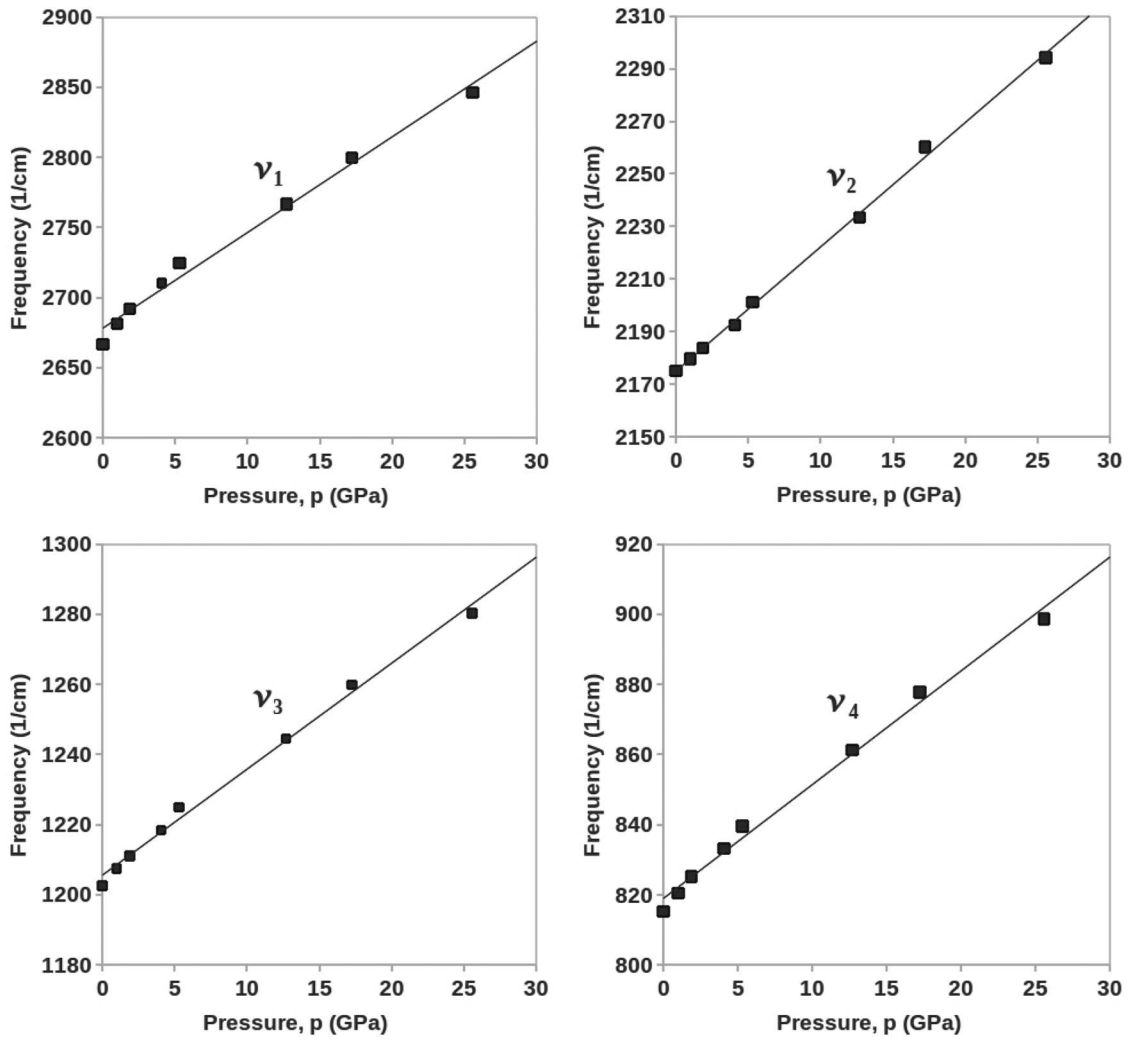 2900
2850
2800
2750
2700
2650
2600
Frequency (1/cm)
ν1
0 5 10 15 20 25 30
Pressure, p (GPa)
2310
2290
2270
2250
2230
2210
2190
2170
2150
Frequency (1/cm)
ν2
0 5 10 15 20 25 30
Pressure, p (GPa)
1300
1280
1260
1240
1220
1200
1180
Frequency (1/cm)
ν3
0 5 10 15 20 25 30
Pressure, p (GPa)
920
900
880
860
840
820
800
Frequency (1/cm)
ν4
0 5 10 15 20 25 30
Pressure, p (GPa)